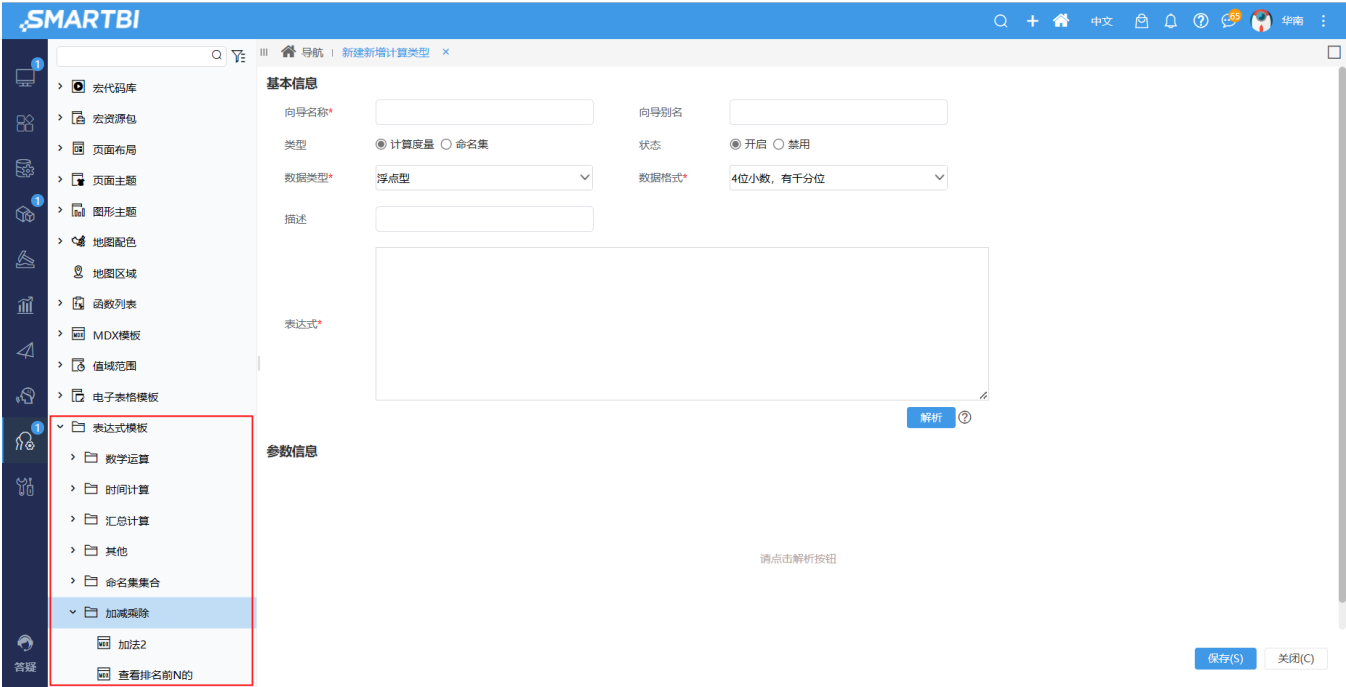 SMARTBI
中文
65
华南
导航
新建新增计算类型 ×
1
1
1
答疑
宏代码库
宏资源包
页面布局
页面主题
图形主题
地图配色
地图区域
函数列表
MDX模板
值域范围
电子表格模板
表达式模板
数学运算
时间计算
汇总计算
其他
命名集集合
加减乘除
加法2
查看排名前N的
基本信息
向导名称*
向导别名
类型 计算度量 命名集
状态 开启 禁用
数据类型* 浮点型
数据格式* 4位小数，有千分位
描述
表达式*
解析
参数信息
请点击解析按钮
保存(S) 关闭(C)